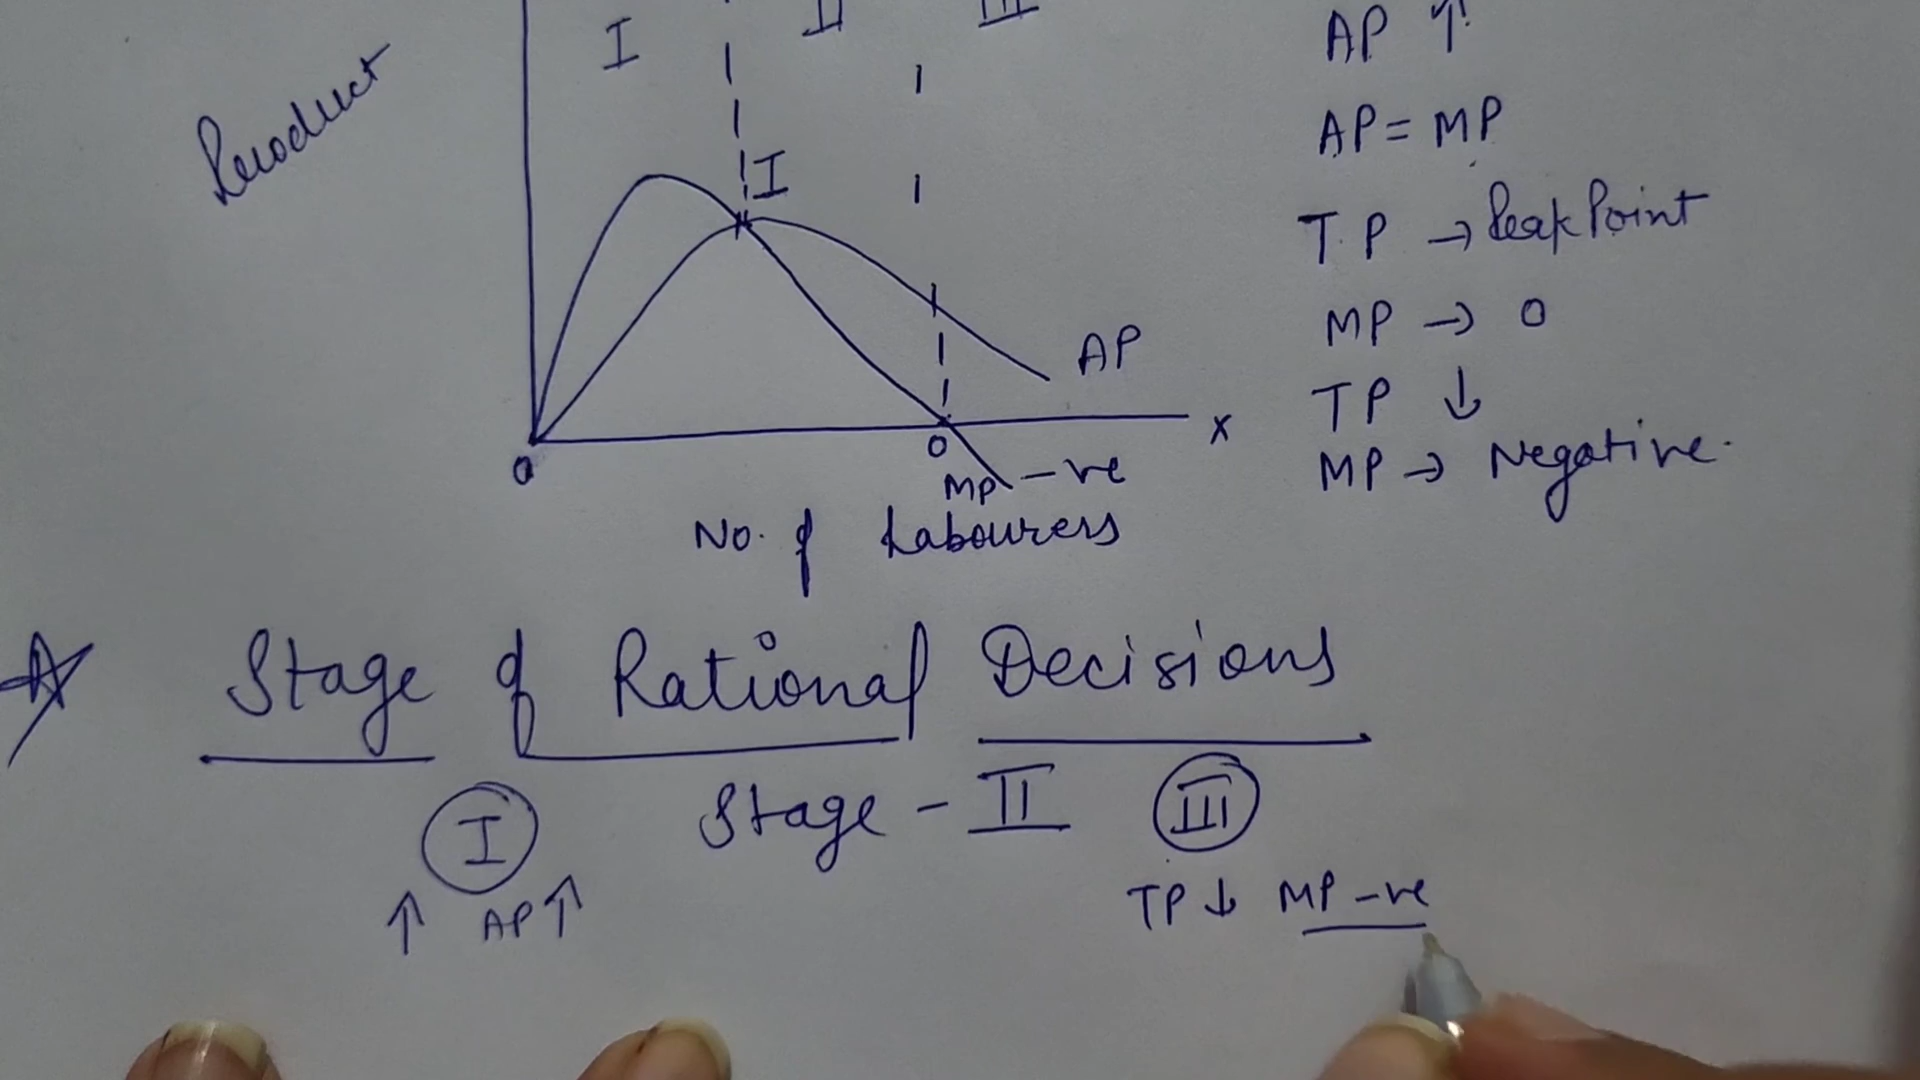 I II III
AP ↑
AP = MP
Product
I
TP → Peak Point
MP → 0
AP
TP ↓
x
0
0
MP -ve
MP → Negative.
No. of Labourers
Stage of Rational Decisions
I Stage - II III
↑ AP ↑ TP ↓ MP -ve